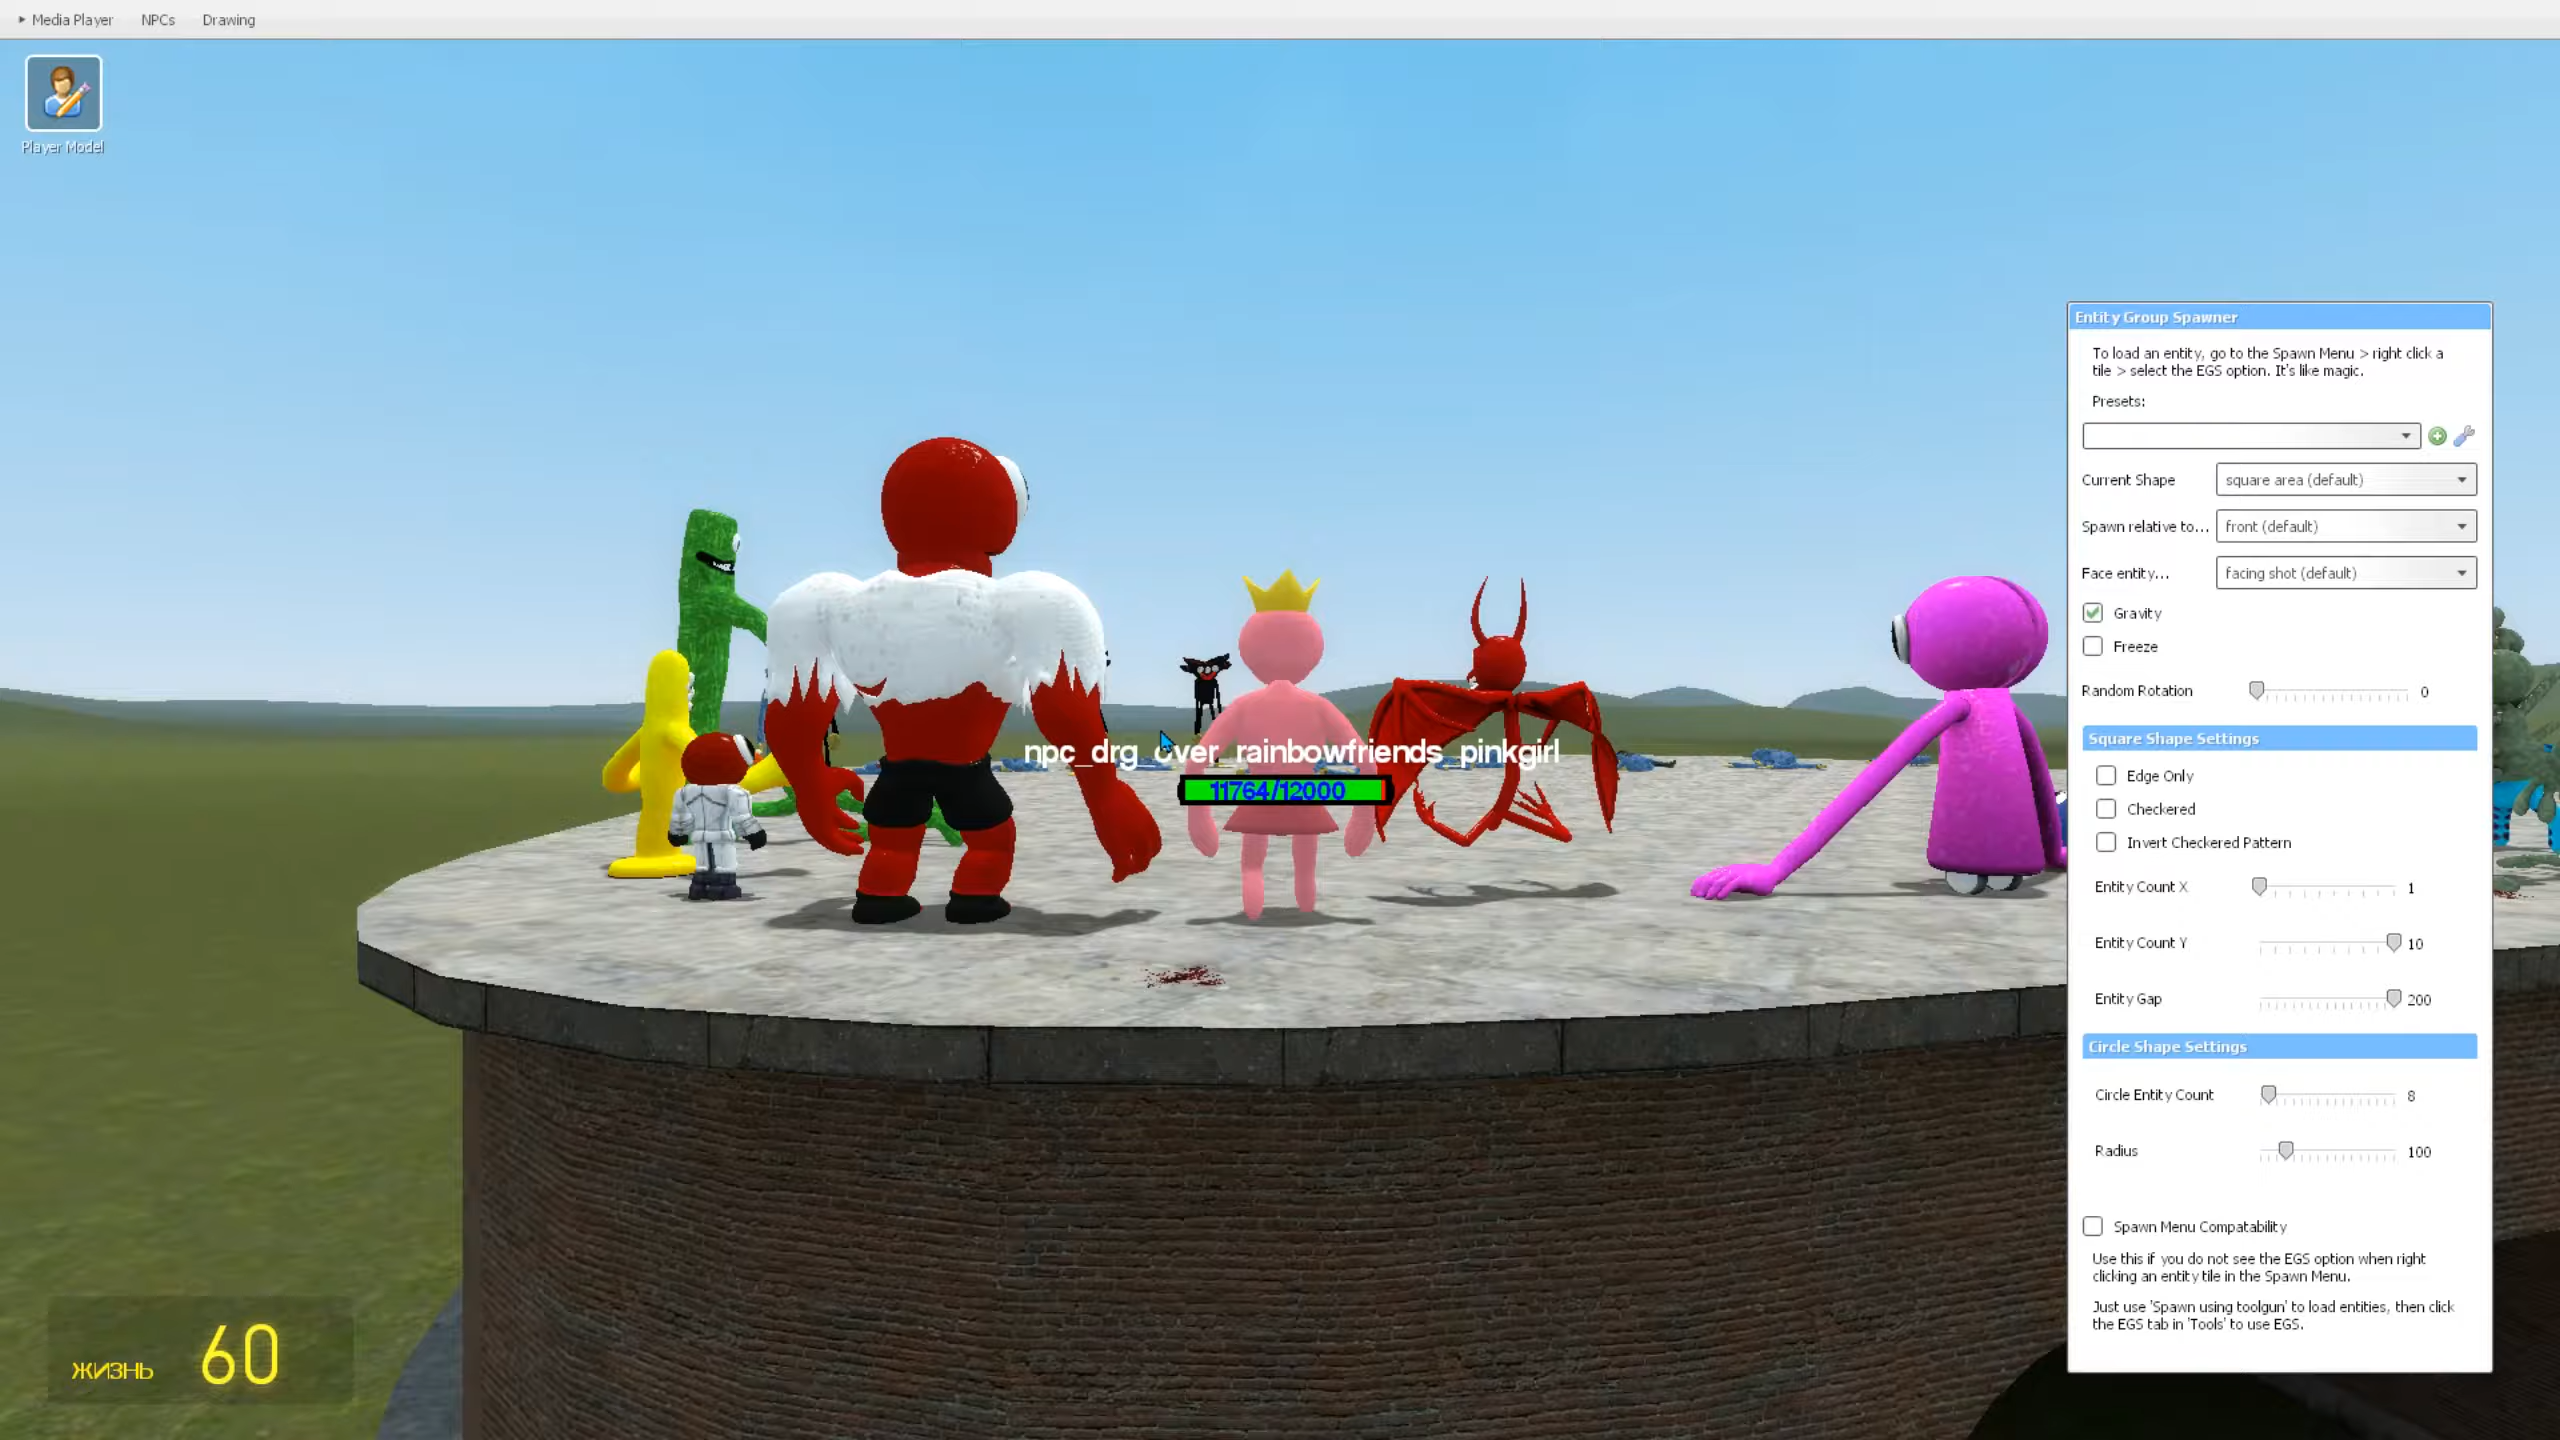 Media Player NPCs Drawing
Player Model
npc_drg_over_rainbowfriends_pinkgirl
11764/12000
Entity Group Spawner
To load an entity, go to the Spawn Menu > right click a
tile > select the EGS option. It's like magic.
Presets:
Current Shape square area (default)
Spawn relative to... front (default)
Face entity... facing shot (default)
Gravity
Freeze
Random Rotation 0
Square Shape Settings
Edge Only
Checkered
Invert Checkered Pattern
Entity Count X 1
Entity Count Y 10
Entity Gap 200
Circle Shape Settings
Circle Entity Count 8
Radius 100
Spawn Menu Compatability
Use this if you do not see the EGS option when right
clicking an entity tile in the Spawn Menu.
Just use 'Spawn using toolgun' to load entities, then click
the EGS tab in 'Tools' to use EGS.
ЖИЗНЬ 60